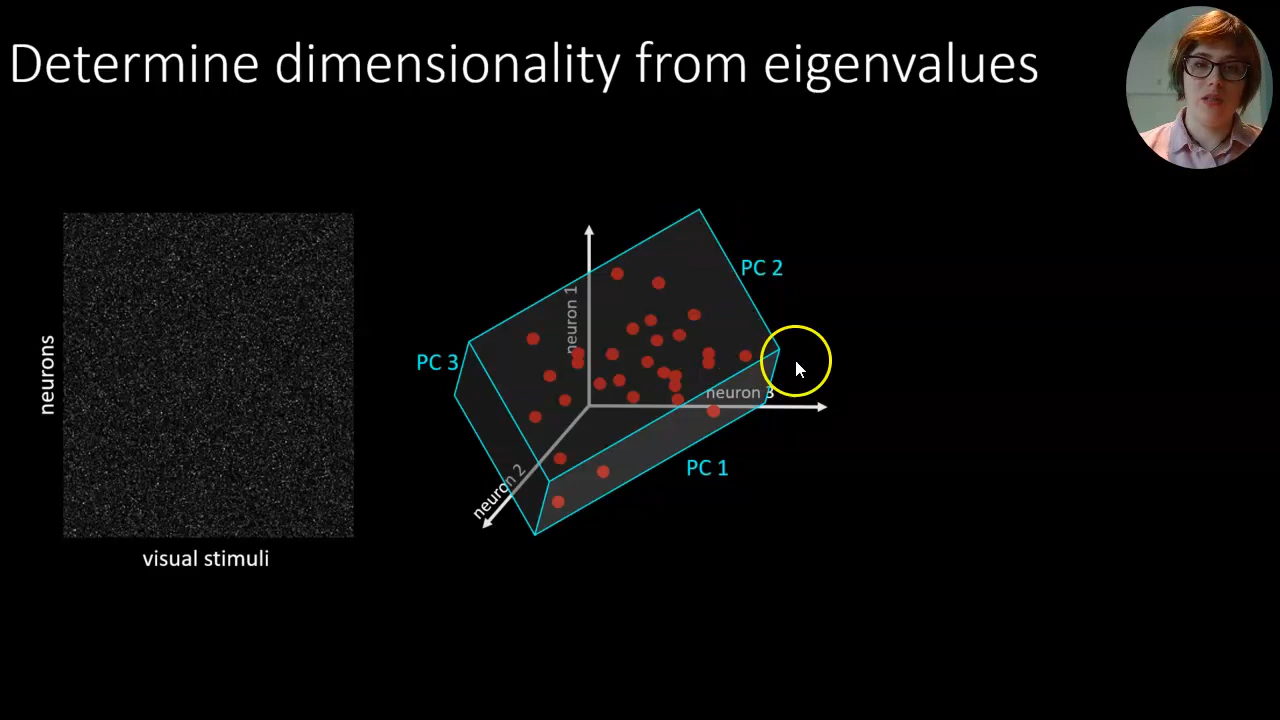 Determine dimensionality from eigenvalues
neurons
visual stimuli
neuron 1
neuron 2
neuron 3
PC 1
PC 2
PC 3